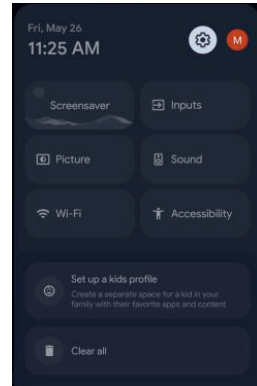 Fri, May 26
11:25 AM
M
Screensaver
Inputs
Picture
Sound
Wi-Fi
Accessibility
Set up a kids profile
Create a separate space for a kid in your
family with their favorite apps and content
Clear all